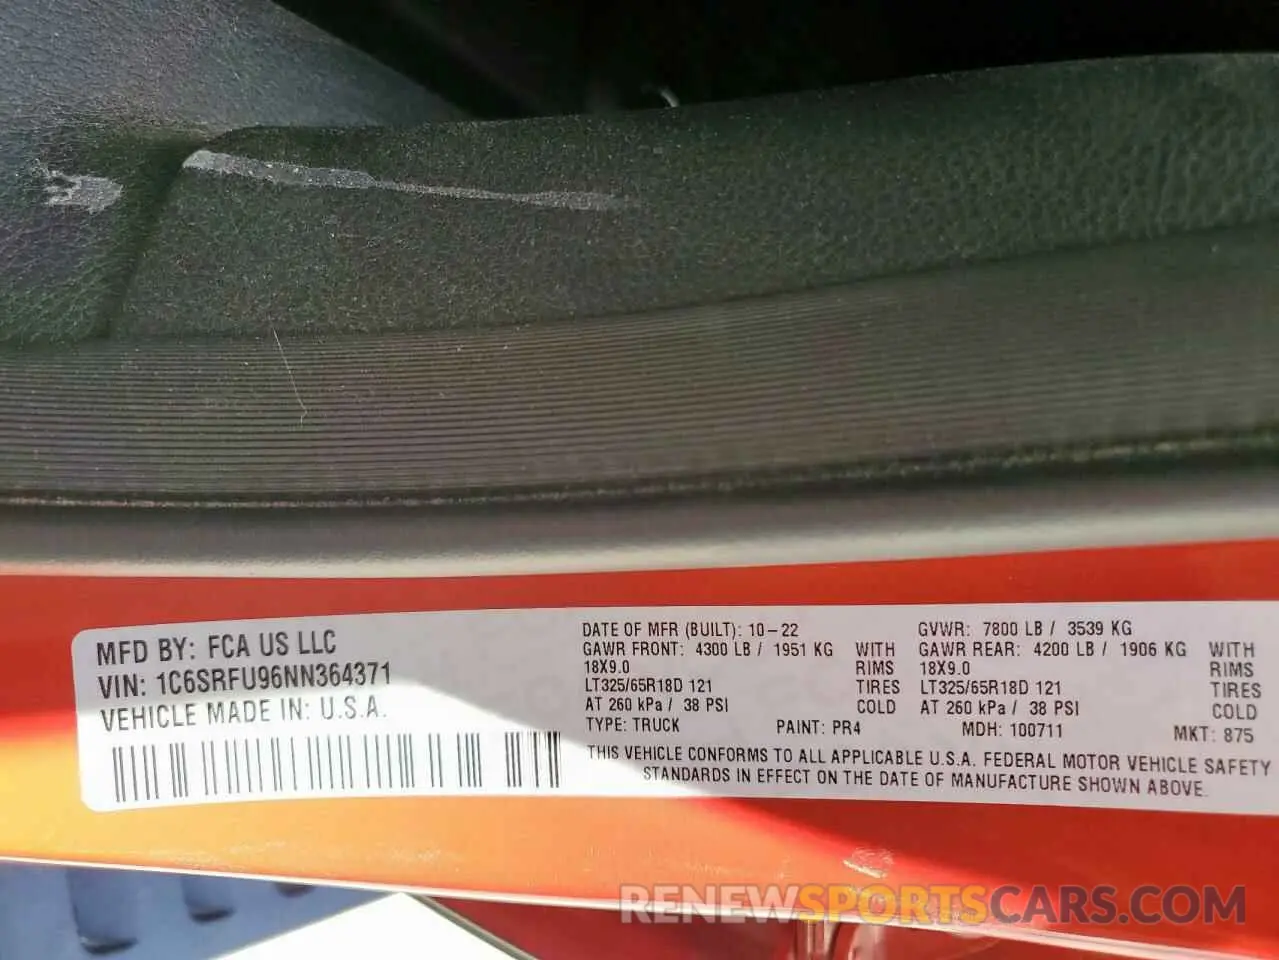 MFD BY: FCA US LLC
VIN: 1C6SRFU96NN364371
VEHICLE MADE IN: U.S.A.
DATE OF MFR (BUILT): 10-22 GVWR: 7800 LB / 3539 KG
GAWR FRONT: 4300 LB / 1951 KG WITH GAWR REAR: 4200 LB / 1906 KG WITH
18X9.0 RIMS 18X9.0 RIMS
LT325/65R18D 121 TIRES LT325/65R18D 121 TIRES
AT 260 kPa / 38 PSI COLD AT 260 kPa / 38 PSI COLD
TYPE: TRUCK PAINT: PR4 MDH: 100711 MKT: 875
THIS VEHICLE CONFORMS TO ALL APPLICABLE U.S.A. FEDERAL MOTOR VEHICLE SAFETY
STANDARDS IN EFFECT ON THE DATE OF MANUFACTURE SHOWN ABOVE.
RENEWSPORTSCARS.COM